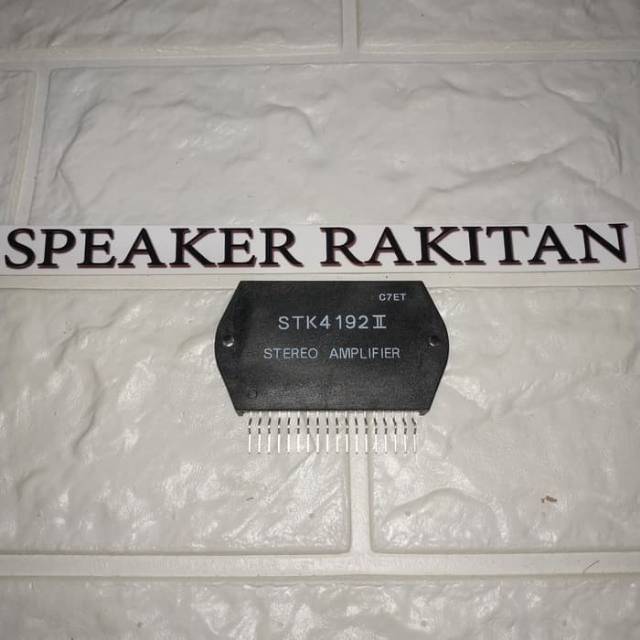 SPEAKER RAKITAN
C7ET
STK4192II
STEREO AMPLIFIER